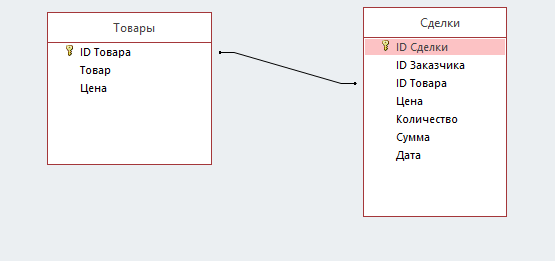 Товары
ID Товара
Товар
Цена
Сделки
ID Сделки
ID Заказчика
ID Товара
Цена
Количество
Сумма
Дата